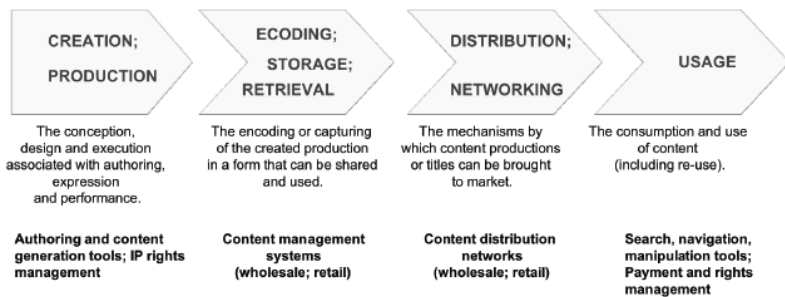 CREATION;
PRODUCTION
ECODING;
STORAGE;
RETRIEVAL
DISTRIBUTION;
NETWORKING
USAGE
The conception,
design and execution
associated with authoring,
expression
and performance.
The encoding or capturing
of the created production
in a form that can be shared
and used.
The mechanisms by
which content productions
or titles can be brought
to market.
The consumption and use
of content
(including re-use).
Authoring and content
generation tools; IP rights
management
Content management
systems
(wholesale; retail)
Content distribution
networks
(wholesale; retail)
Search, navigation,
manipulation tools;
Payment and rights
management